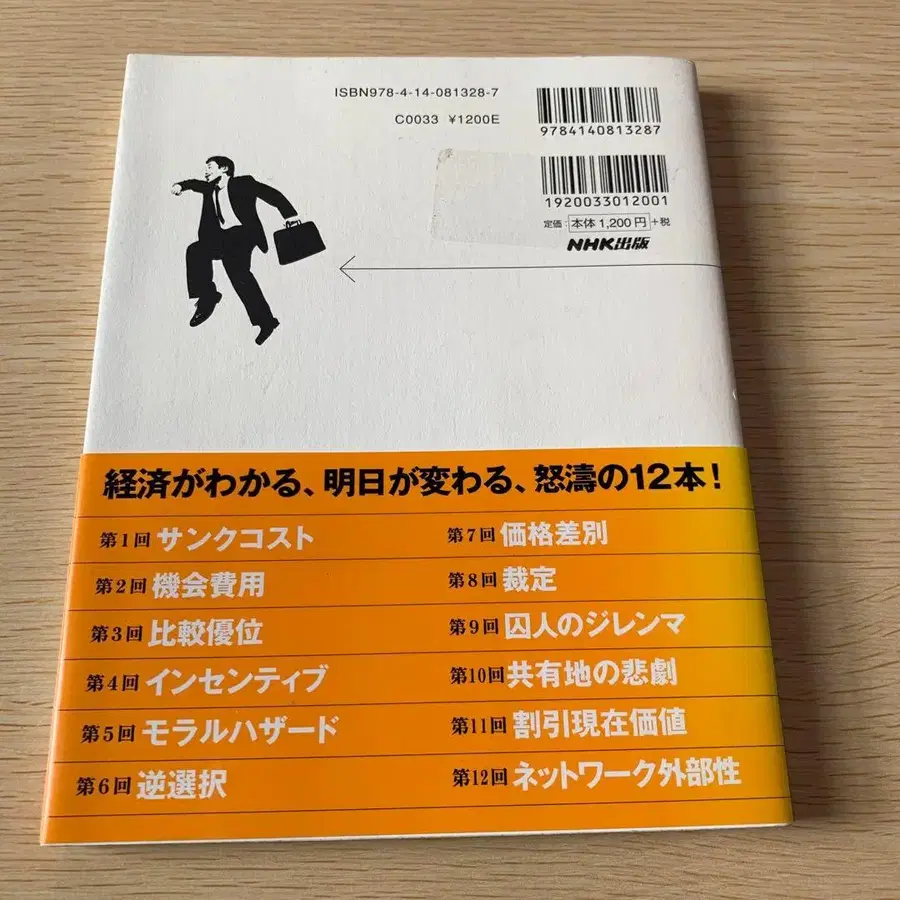 ISBN978-4-14-081328-7
C0033 ¥1200E
9784140813287
1920033012001
定価：本体1,200円+税
NHK出版
経済がわかる、明日が変わる、怒濤の12本！
第1回 サンクコスト
第2回 機会費用
第3回 比較優位
第4回 インセンティブ
第5回 モラルハザード
第6回 逆選択
第7回 価格差別
第8回 裁定
第9回 囚人のジレンマ
第10回 共有地の悲劇
第11回 割引現在価値
第12回 ネットワーク外部性